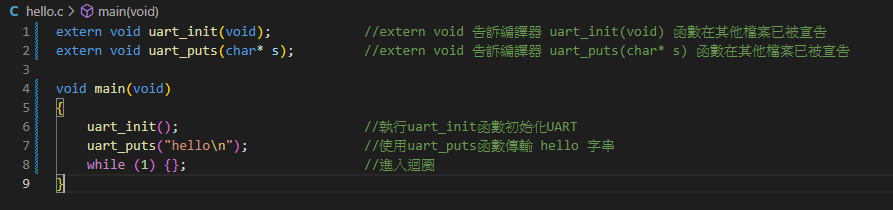 hello.c > main(void)
1 extern void uart_init(void); //extern void 告訴編譯器 uart_init(void) 函數在其他檔案已被宣告
2 extern void uart_puts(char* s); //extern void 告訴編譯器 uart_puts(char* s) 函數在其他檔案已被宣告
3
4 void main(void)
5 {
6 uart_init(); //執行uart_init函數初始化UART
7 uart_puts("hello\n"); //使用uart_puts函數傳輸 hello 字串
8 while (1) {}; //進入迴圈
9 }